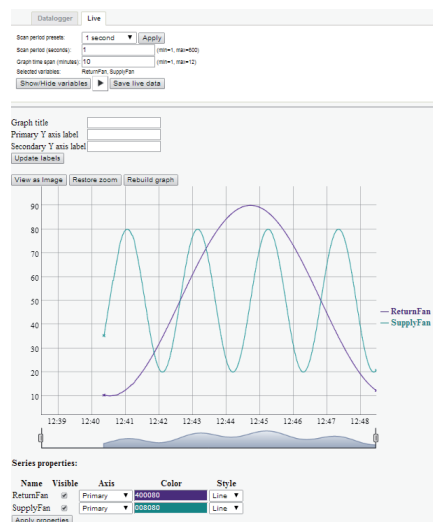 Datalogger Live
Scan period presets: 1 second Apply
Scan period (seconds): 1 (min=1, max=600)
Graph time span (minutes): 10 (min=1, max=12)
Selected variables: ReturnFan, SupplyFan
Show/Hide variables Save live data
Graph title
Primary Y axis label
Secondary Y axis label
Update labels
View as Image Restore zoom Rebuild graph
90
80
70
60
50
40
30
20
10
ReturnFan
SupplyFan
12:39 12:40 12:41 12:42 12:43 12:44 12:45 12:46 12:47 12:48
Series properties:
Name Visible Axis Color Style
ReturnFan Primary 400080 Line
SupplyFan Primary 008080 Line
Apply properties